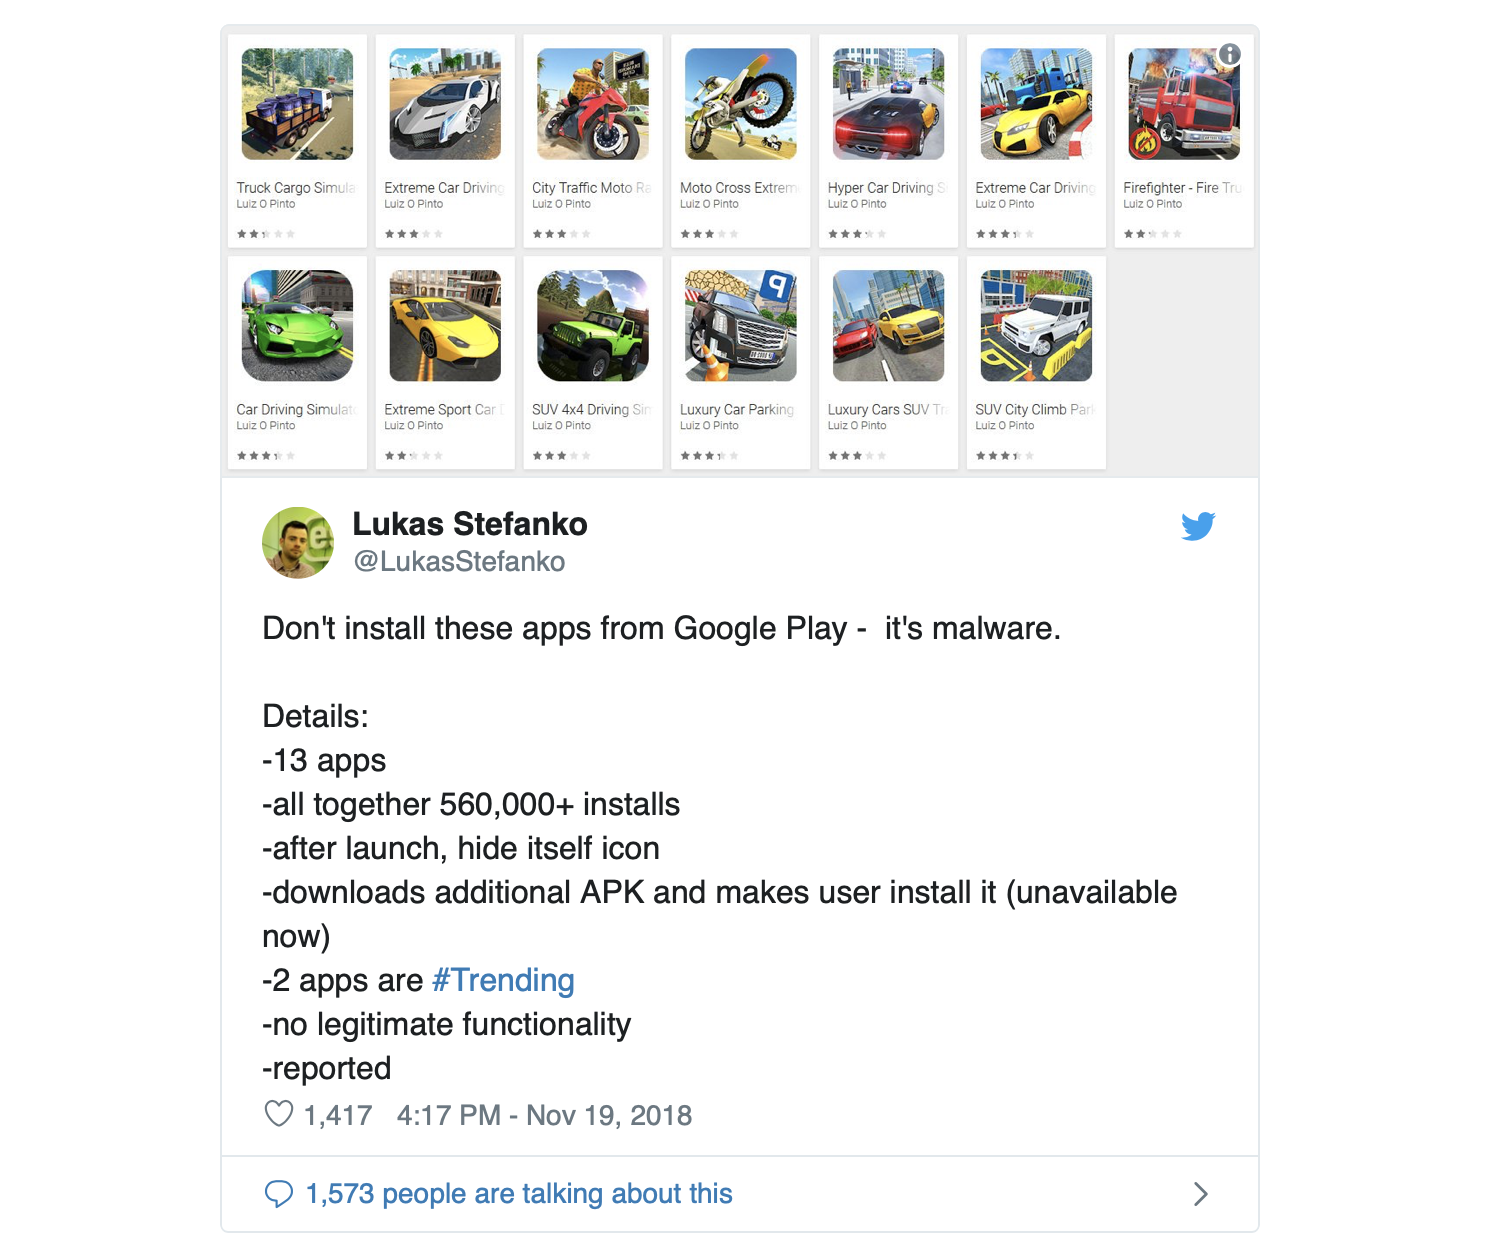 Truck Cargo Simula
Extreme Car Driving
City Traffic Moto Ra
Moto Cross Extrem
Hyper Car Driving S
Extreme Car Driving
Firefighter - Fire Tru
Luiz O Pinto
Luiz O Pinto
Luiz O Pinto
Luiz O Pinto
Luiz O Pinto
Luiz O Pinto
Luiz O Pinto
Car Driving Simulato
Extreme Sport Car D
SUV 4x4 Driving Sim
Luxury Car Parking
Luxury Cars SUV Tr
SUV City Climb Park
Luiz O Pinto
Luiz O Pinto
Luiz O Pinto
Luiz O Pinto
Luiz O Pinto
Luiz O Pinto
Lukas Stefanko
@LukasStefanko
Don't install these apps from Google Play -  it's malware.
Details:
-13 apps
-all together 560,000+ installs
-after launch, hide itself icon
-downloads additional APK and makes user install it (unavailable
now)
-2 apps are #Trending
-no legitimate functionality
-reported
1,417 4:17 PM - Nov 19, 2018
1,573 people are talking about this